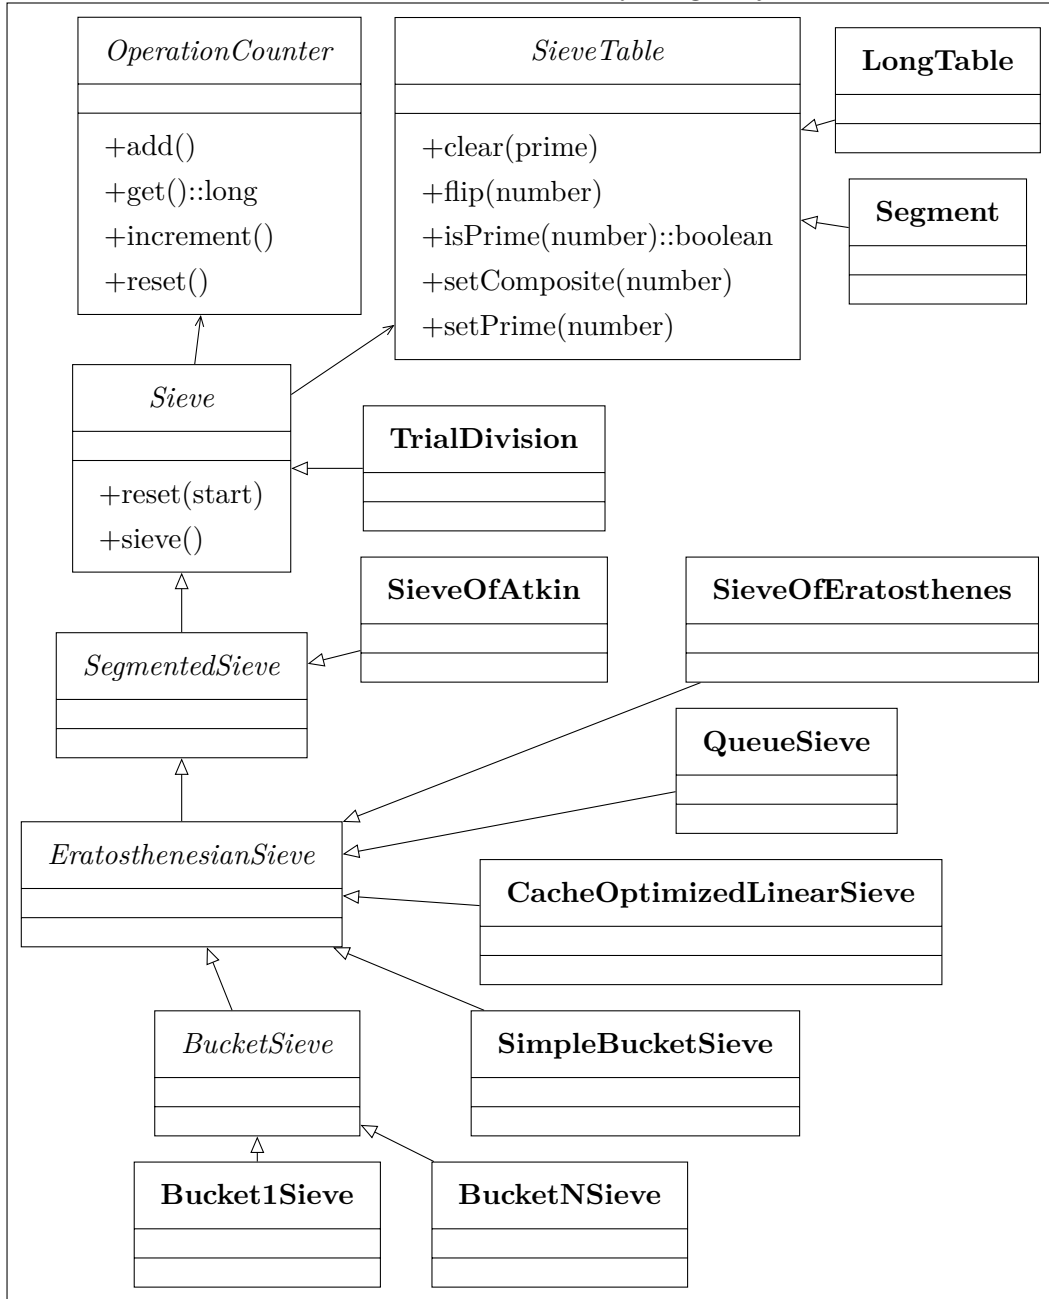 OperationCounter
+add()
+get()::long
+increment()
+reset()
SieveTable
+clear(prime)
+flip(number)
+isPrime(number)::boolean
+setComposite(number)
+setPrime(number)
LongTable
Segment
Sieve
+reset(start)
+sieve()
TrialDivision
SieveOfAtkin
SieveOfEratosthenes
SegmentedSieve
QueueSieve
EratosthenesianSieve
CacheOptimizedLinearSieve
BucketSieve
SimpleBucketSieve
Bucket1Sieve
BucketNSieve